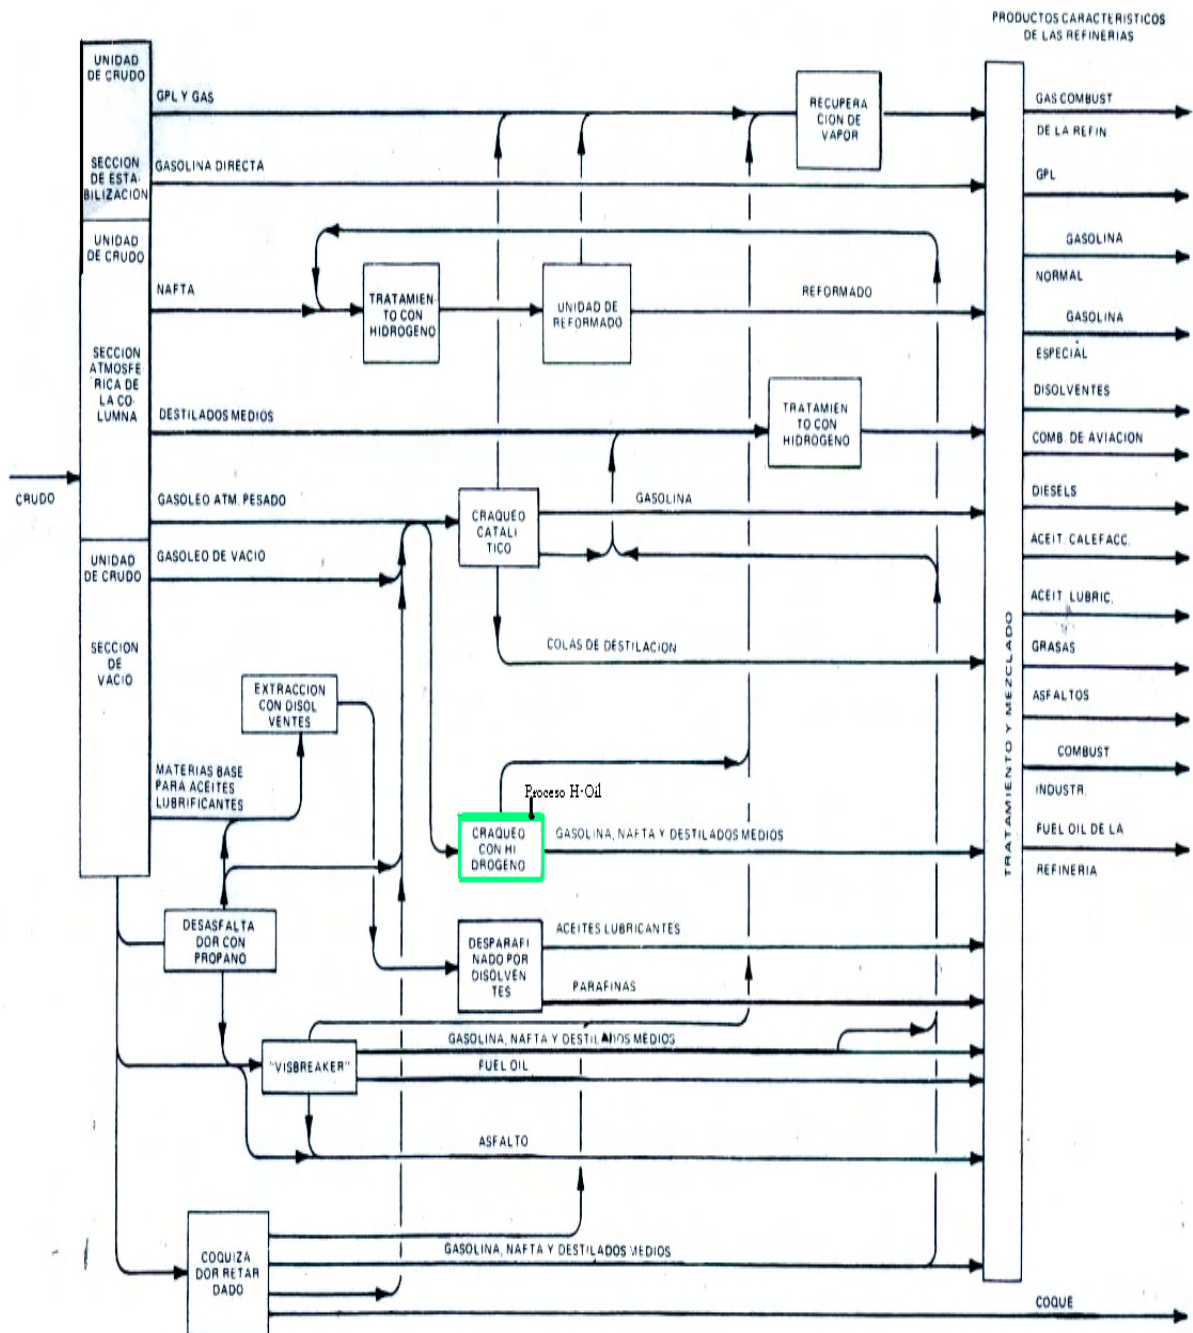 PRODUCTOS CARACTERISTICOS
DE LAS REFINERIAS
UNIDAD
DE CRUDO
GPL Y GAS
RECUPERA
CION DE
VAPOR
GAS COMBUST
DE LA REFIN
SECCION
DE ESTA-
BILIZACION
GASOLINA DIRECTA
GPL
UNIDAD
DE CRUDO
GASOLINA
NORMAL
NAFTA
TRATAMIEN
TO CON
HIDROGENO
UNIDAD DE
REFORMADO
REFORMADO
GASOLINA
ESPECIAL
SECCION
ATMOSFE
RICA DE
LA CO-
LUMNA
DESTILADOS MEDIOS
TRATAMIEN
TO CON
HIDROGENO
DISOLVENTES
COMB. DE AVIACION
CRUDO
GASOLEO ATM. PESADO
CRAQUEO
CATALI
TICO
GASOLINA
DIESELS
UNIDAD
DE CRUDO
GASOLEO DE VACIO
ACEIT. CALEFACC.
ACEIT. LUBRIC.
SECCION
DE
VACIO
COLAS DE DESTILACION
GRASAS
EXTRACCION
CON DISOL
VENTES
ASFALTOS
TRATAMIENTO Y MEZCLADO
MATERIAS BASE
PARA ACEITES
LUBRIFICANTES
COMBUST
INDUSTR.
Proceso H-Oil
CRAQUEO
CON HI
DROGENO
GASOLINA, NAFTA Y DESTILADOS MEDIOS
FUEL OIL DE LA
REFINERIA
DESASFALTA
DOR CON
PROPANO
DESPARAFI
NADO POR
DISOLVEN
TES
ACEITES LUBRICANTES
PARAFINAS
"VISBREAKER"
GASOLINA, NAFTA Y DESTILADOS MEDIOS
FUEL OIL
ASFALTO
COQUIZA
DOR RETAR
DADO
GASOLINA, NAFTA Y DESTILADOS MEDIOS
COQUE